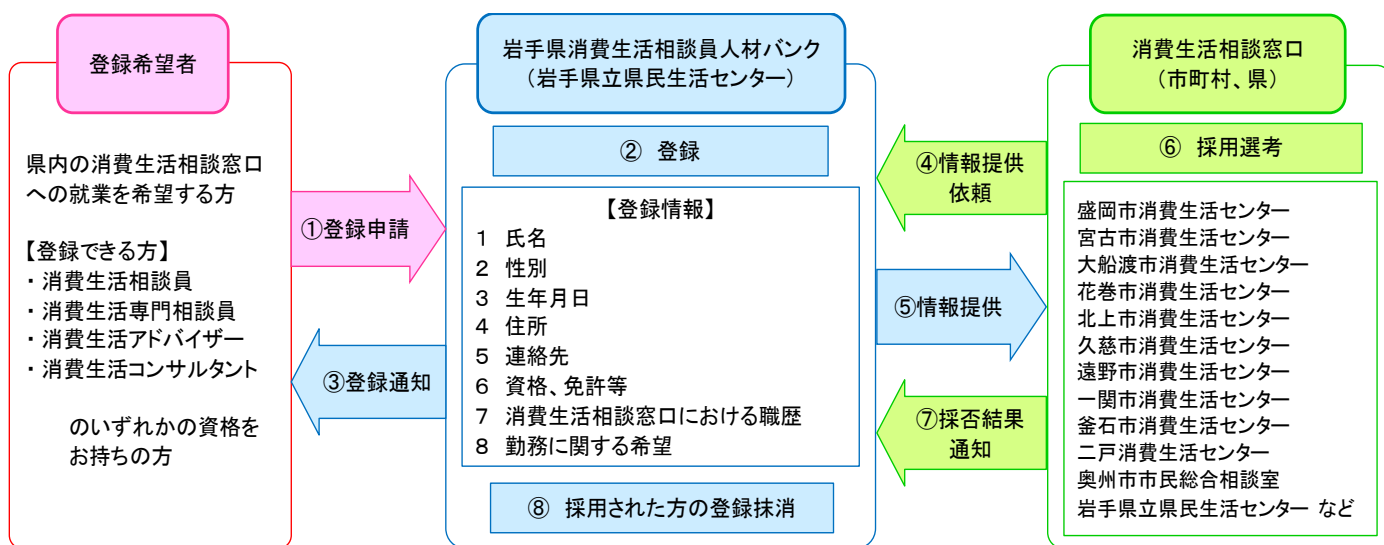 登録希望者
県内の消費生活相談窓口
への就業を希望する方
【登録できる方】
・消費生活相談員
・消費生活専門相談員
・消費生活アドバイザー
・消費生活コンサルタント
のいずれかの資格を
お持ちの方
①登録申請
③登録通知
岩手県消費生活相談員人材バンク
（岩手県立県民生活センター）
② 登録
【登録情報】
1 氏名
2 性別
3 生年月日
4 住所
5 連絡先
6 資格、免許等
7 消費生活相談窓口における職歴
8 勤務に関する希望
⑧ 採用された方の登録抹消
④情報提供
依頼
⑤情報提供
⑦採否結果
通知
消費生活相談窓口
（市町村、県）
⑥ 採用選考
盛岡市消費生活センター
宮古市消費生活センター
大船渡市消費生活センター
花巻市消費生活センター
北上市消費生活センター
久慈市消費生活センター
遠野市消費生活センター
一関市消費生活センター
釜石市消費生活センター
二戸消費生活センター
奥州市市民総合相談室
岩手県立県民生活センター など